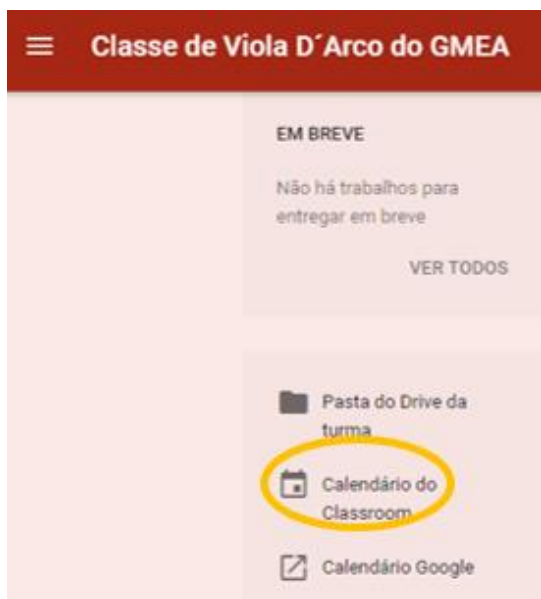 Classe de Viola D´Arco do GMEA
EM BREVE
Não há trabalhos para
entregar em breve
VER TODOS
Pasta do Drive da
turma
Calendário do
Classroom
Calendário Google